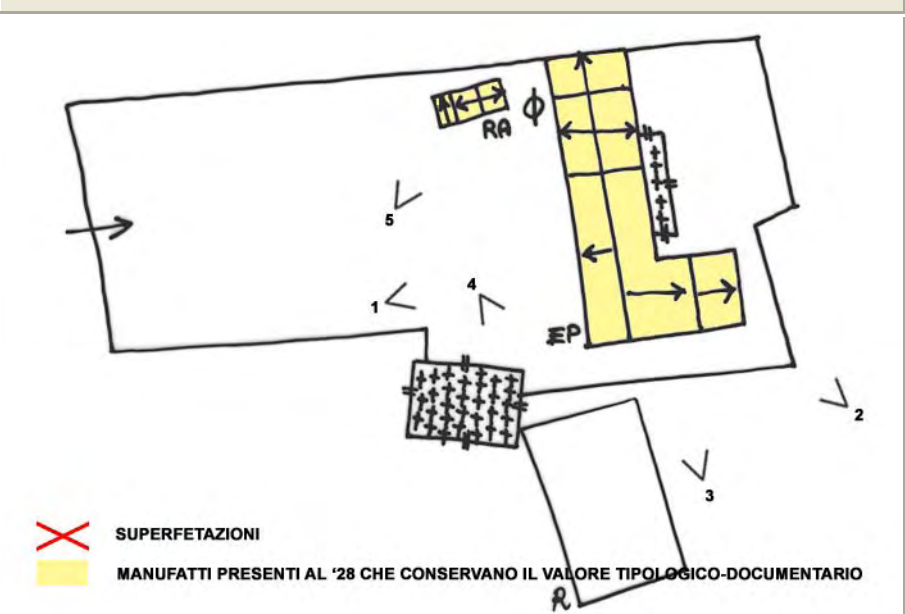 RA
Φ
5
4
1
EP
2
3
SUPERFETAZIONI
MANUFATTI PRESENTI AL '28 CHE CONSERVANO IL VALORE TIPOLOGICO-DOCUMENTARIO
R